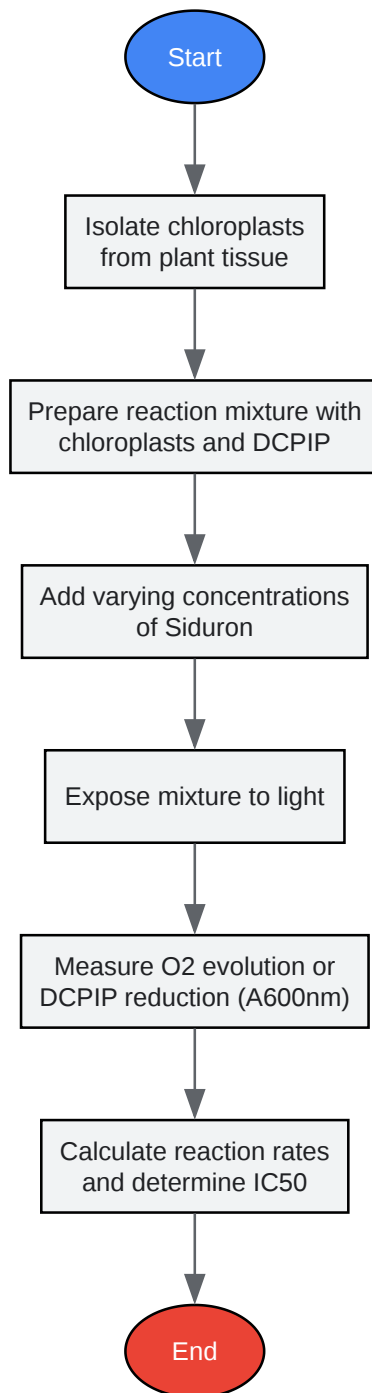 Start
Isolate chloroplasts
from plant tissue
Prepare reaction mixture with
chloroplasts and DCPIP
Add varying concentrations
of Siduron
Expose mixture to light
Measure O2 evolution or
DCPIP reduction (A600nm)
Calculate reaction rates
and determine IC50
End